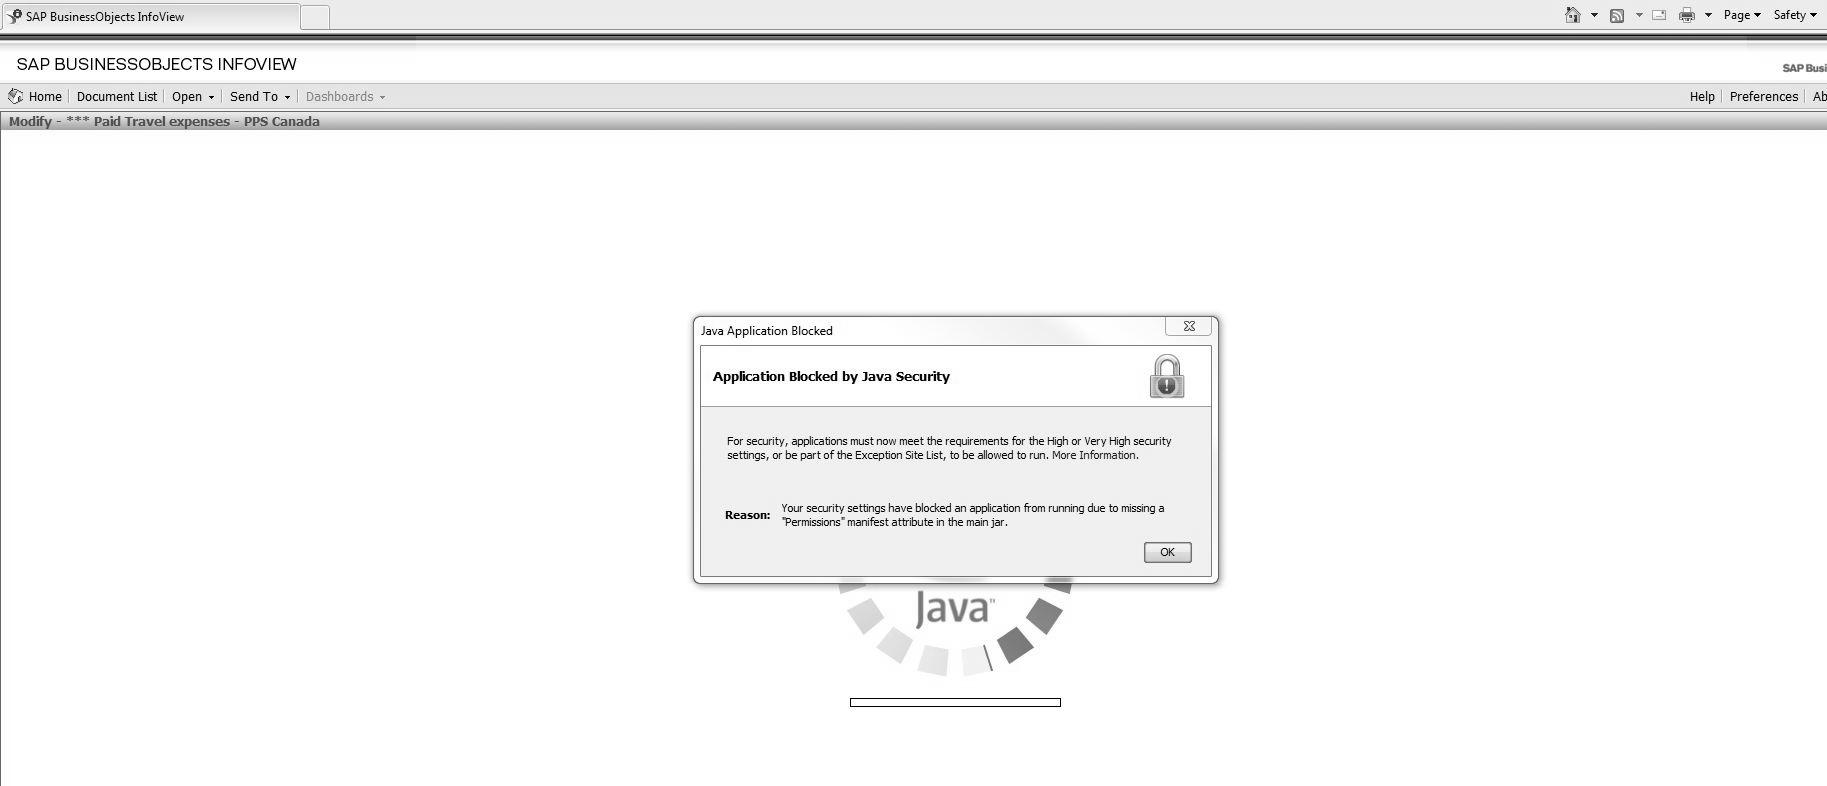 SAP BusinessObjects InfoView
Page Safety
SAP BUSINESSOBJECTS INFOVIEW
SAP Busi
Home Document List Open Send To Dashboards
Help Preferences Ab
Modify - *** Paid Travel expenses - PPS Canada
Java Application Blocked
Application Blocked by Java Security
For security, applications must now meet the requirements for the High or Very High security
settings, or be part of the Exception Site List, to be allowed to run. More Information.
Reason: Your security settings have blocked an application from running due to missing a
"Permissions" manifest attribute in the main jar.
OK
Java™